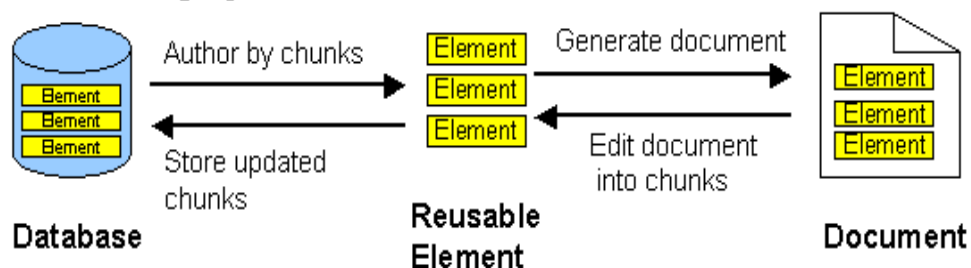 Author by chunks
Generate document
Element
Element
Element
Element
Element
Element
Element
Element
Element
Store updated
chunks
Edit document
into chunks
Database
Reusable
Element
Document